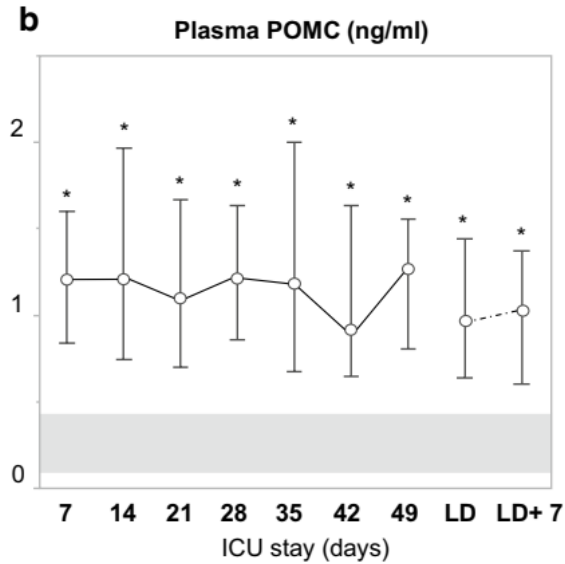 b
Plasma POMC (ng/ml)
2
1
0
* * * * * * * * *
7 14 21 28 35 42 49 LD LD+ 7
ICU stay (days)